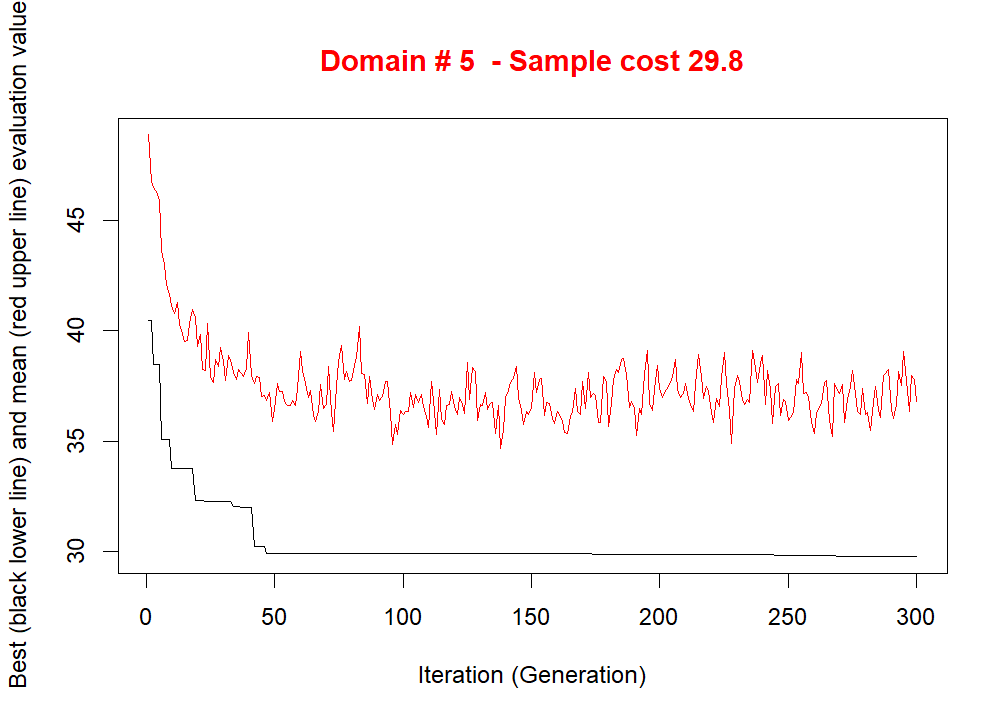 Domain # 5  - Sample cost 29.8
Best (black lower line) and mean (red upper line) evaluation value
45
40
35
30
0 50 100 150 200 250 300
Iteration (Generation)